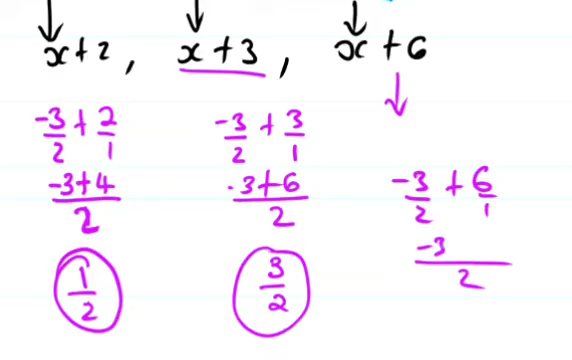 x+2, x+3, x+6
-3/2 + 2/1 -3/2 + 3/1
-3+4/2 -3+6/2 -3/2 + 6/1
1/2 3/2 -3/2